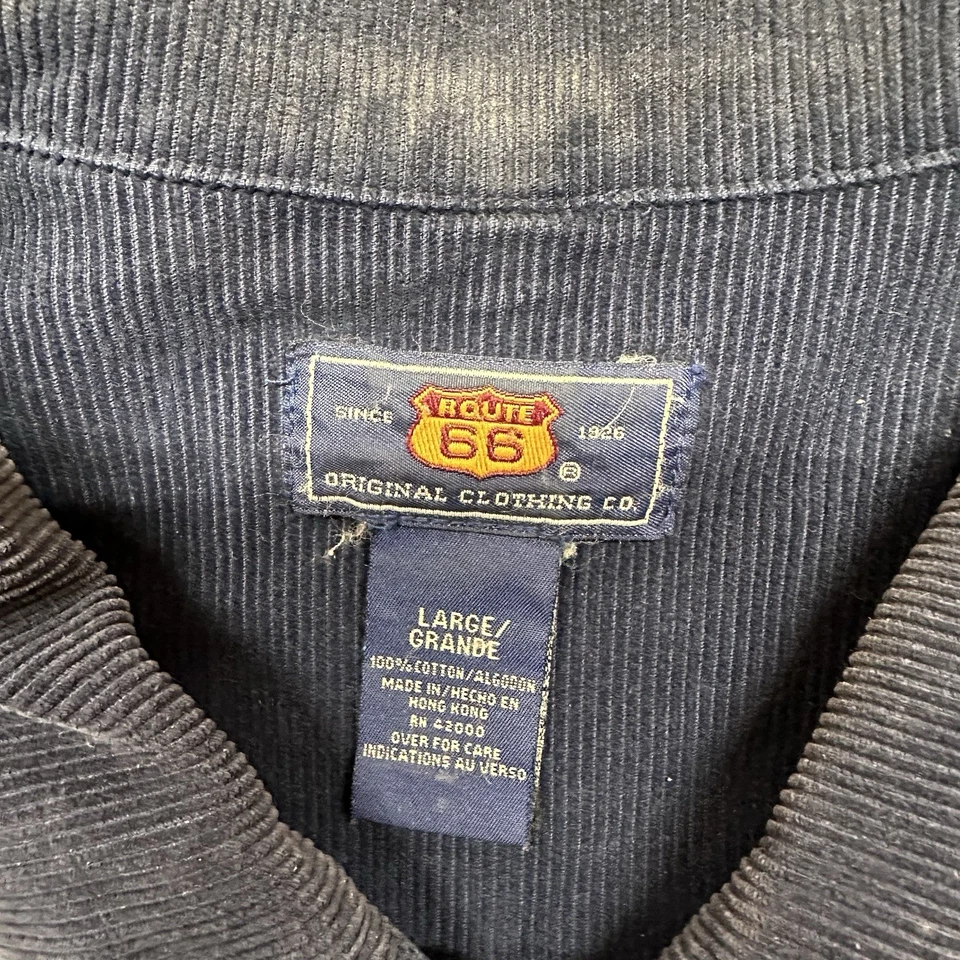 SINCE ROUTE 66 ® 1926
ORIGINAL CLOTHING CO.
LARGE/
GRANDE
100% COTTON/ALGODON
MADE IN/HECHO EN
HONG KONG
RN 42000
OVER FOR CARE
INDICATIONS AU VERSO